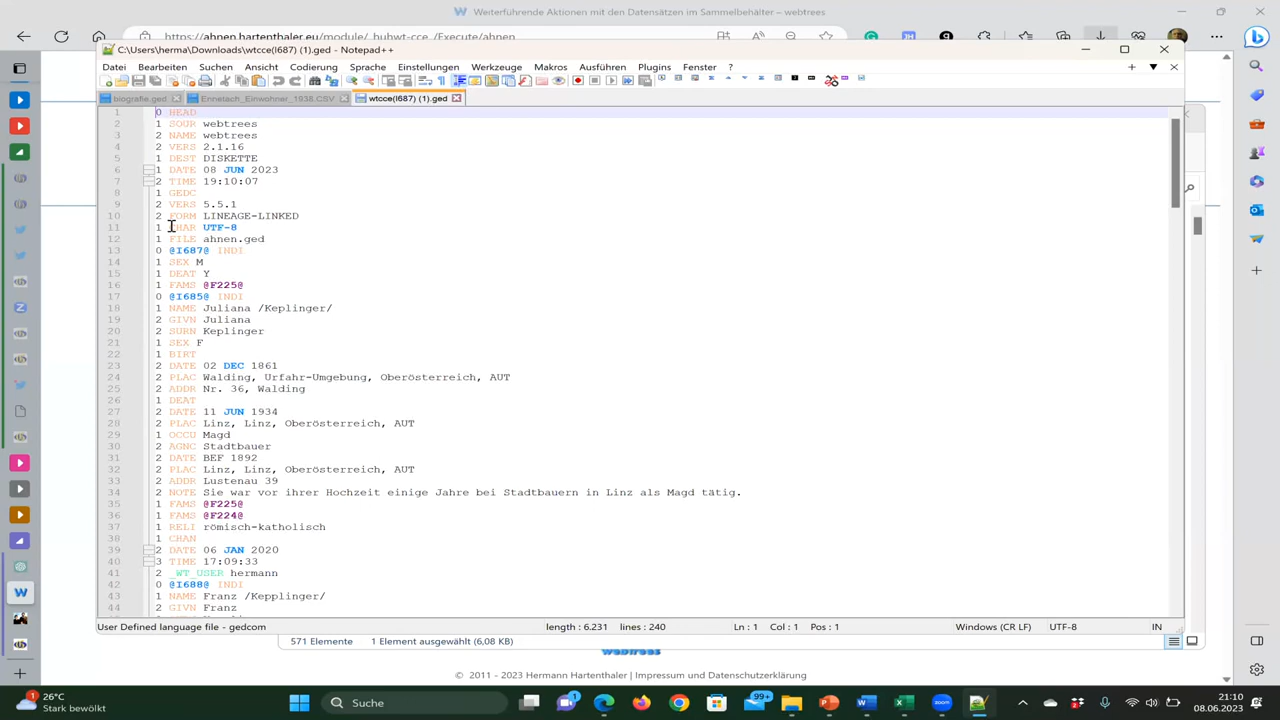 Weiterführende Aktionen mit den Datensätzen im Sammelbehälter – webtrees
https://ahnen.hartenthaler.eu/module/_huhwt-cce_/Execute/ahnen
C:\Users\herma\Downloads\wtcce(I687) (1).ged - Notepad++
Datei Bearbeiten Suchen Ansicht Codierung Sprache Einstellungen Werkzeuge Makros Ausführen Plugins Fenster ?
biografie.ged Ennetach_Einwohner_1938.CSV wtcce(I687) (1).ged
1 0 HEAD
2 1 SOUR webtrees
3 2 NAME webtrees
4 2 VERS 2.1.16
5 1 DEST DISKETTE
6 1 DATE 08 JUN 2023
7 2 TIME 19:10:07
8 1 GEDC
9 2 VERS 5.5.1
10 2 FORM LINEAGE-LINKED
11 1 CHAR UTF-8
12 1 FILE ahnen.ged
13 0 @I687@ INDI
14 1 SEX M
15 1 DEAT Y
16 1 FAMS @F225@
17 0 @I685@ INDI
18 1 NAME Juliana /Keplinger/
19 2 GIVN Juliana
20 2 SURN Keplinger
21 1 SEX F
22 1 BIRT
23 2 DATE 02 DEC 1861
24 2 PLAC Walding, Urfahr-Umgebung, Oberösterreich, AUT
25 2 ADDR Nr. 36, Walding
26 1 DEAT
27 2 DATE 11 JUN 1934
28 2 PLAC Linz, Linz, Oberösterreich, AUT
29 1 OCCU Magd
30 2 AGNC Stadtbauer
31 2 DATE BEF 1892
32 2 PLAC Linz, Linz, Oberösterreich, AUT
33 2 ADDR Lustenau 39
34 2 NOTE Sie war vor ihrer Hochzeit einige Jahre bei Stadtbauern in Linz als Magd tätig.
35 1 FAMS @F225@
36 1 FAMS @F224@
37 1 RELI römisch-katholisch
38 1 CHAN
39 2 DATE 06 JAN 2020
40 3 TIME 17:09:33
41 2 _WT_USER hermann
42 0 @I688@ INDI
43 1 NAME Franz /Kepplinger/
44 2 GIVN Franz
User Defined language file - gedcom length : 6.231 lines : 240 Ln : 1 Col : 1 Pos : 1 Windows (CR LF) UTF-8 IN
571 Elemente 1 Element ausgewählt (6,08 KB)
webtrees
© 2011 - 2023 Hermann Hartenthaler | Impressum und Datenschutzerklärung
26°C
Stark bewölkt
Suche
99+
21:10
08.06.2023